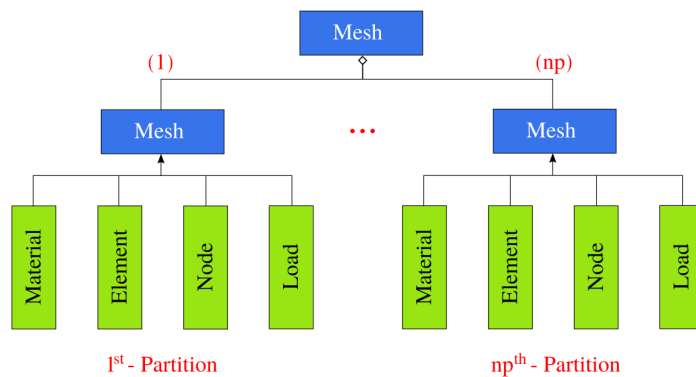 Mesh
(1)
(np)
Mesh
...
Mesh
Material
Element
Node
Load
Material
Element
Node
Load
1st - Partition
npth - Partition